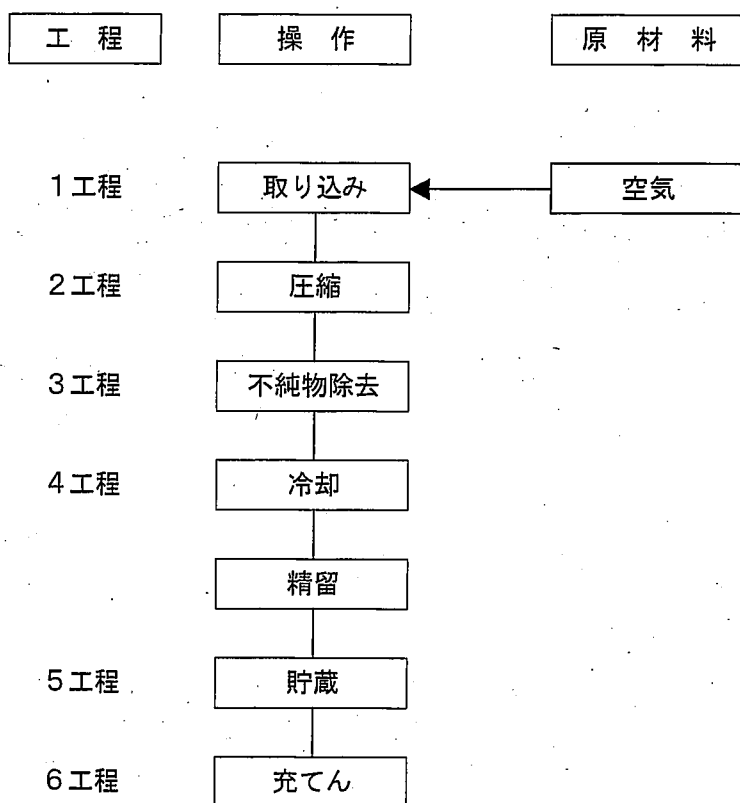 工 程 操 作 原 材 料
1工程 取り込み 空気
2工程 圧縮
3工程 不純物除去
4工程 冷却
精留
5工程 貯蔵
6工程 充てん